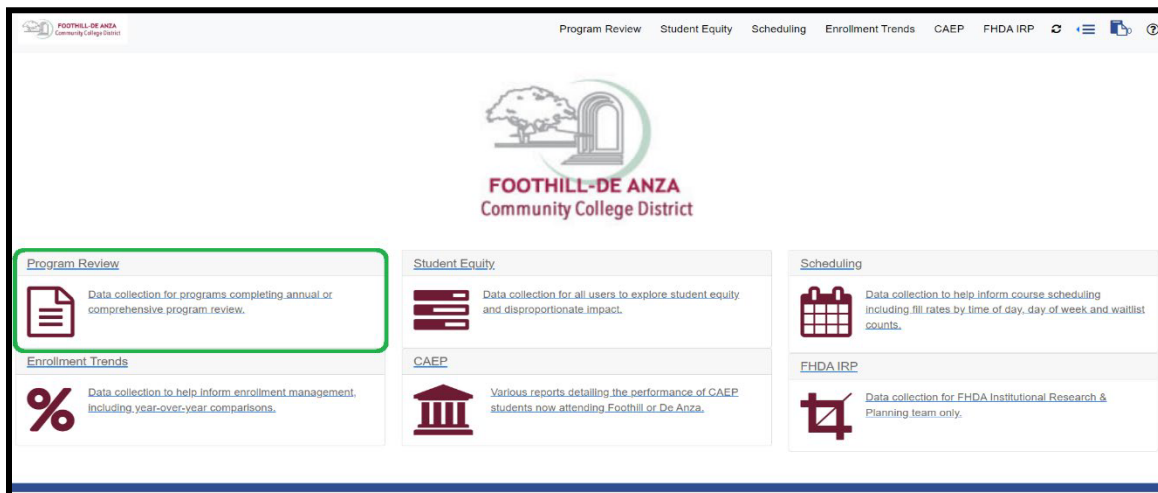 FOOTHILL-DE ANZA
Community College District
Program Review Student Equity Scheduling Enrollment Trends CAEP FHDA IRP
FOOTHILL-DE ANZA
Community College District
Program Review
Data collection for programs completing annual or
comprehensive program review.
Student Equity
Data collection for all users to explore student equity
and disproportionate impact.
Scheduling
Data collection to help inform course scheduling
including fill rates by time of day, day of week and waitlist
counts.
Enrollment Trends
Data collection to help inform enrollment management,
including year-over-year comparisons.
CAEP
Various reports detailing the performance of CAEP
students now attending Foothill or De Anza.
FHDA IRP
Data collection for FHDA Institutional Research &
Planning team only.